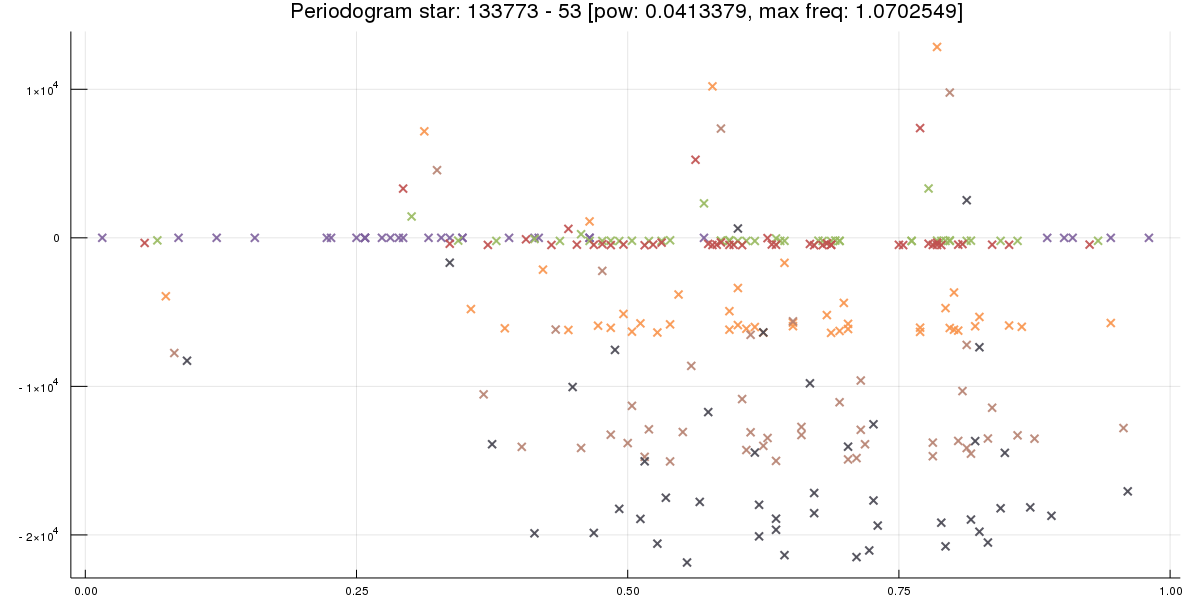 Periodogram star: 133773 - 53 [pow: 0.0413379, max freq: 1.0702549]
1×10⁴
0
- 1×10⁴
- 2×10⁴
0.00 0.25 0.50 0.75 1.00